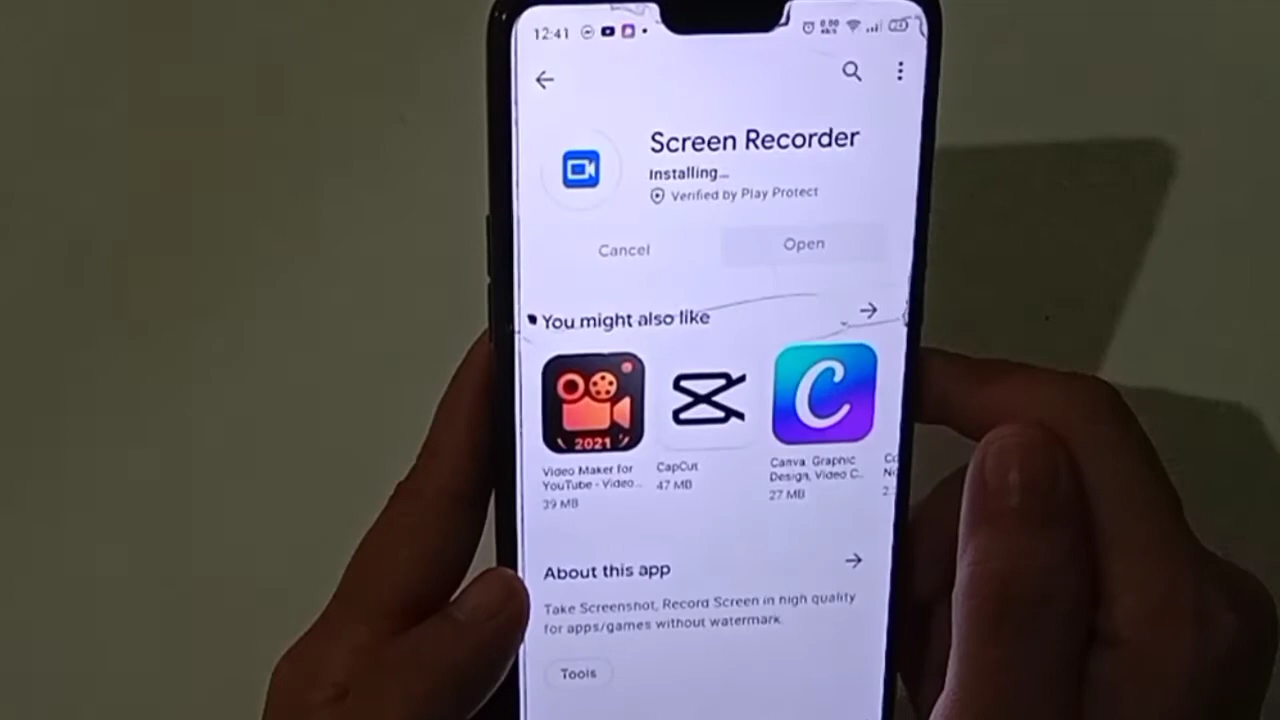 12:41
Screen Recorder
Installing...
Verified by Play Protect
Cancel
Open
You might also like
2021
Video Maker for
YouTube - Video...
39 MB
CapCut
47 MB
C
Canva: Graphic
Design, Video C..
27 MB
About this app
Take Screenshot, Record Screen in high quality
for apps/games without watermark.
Tools